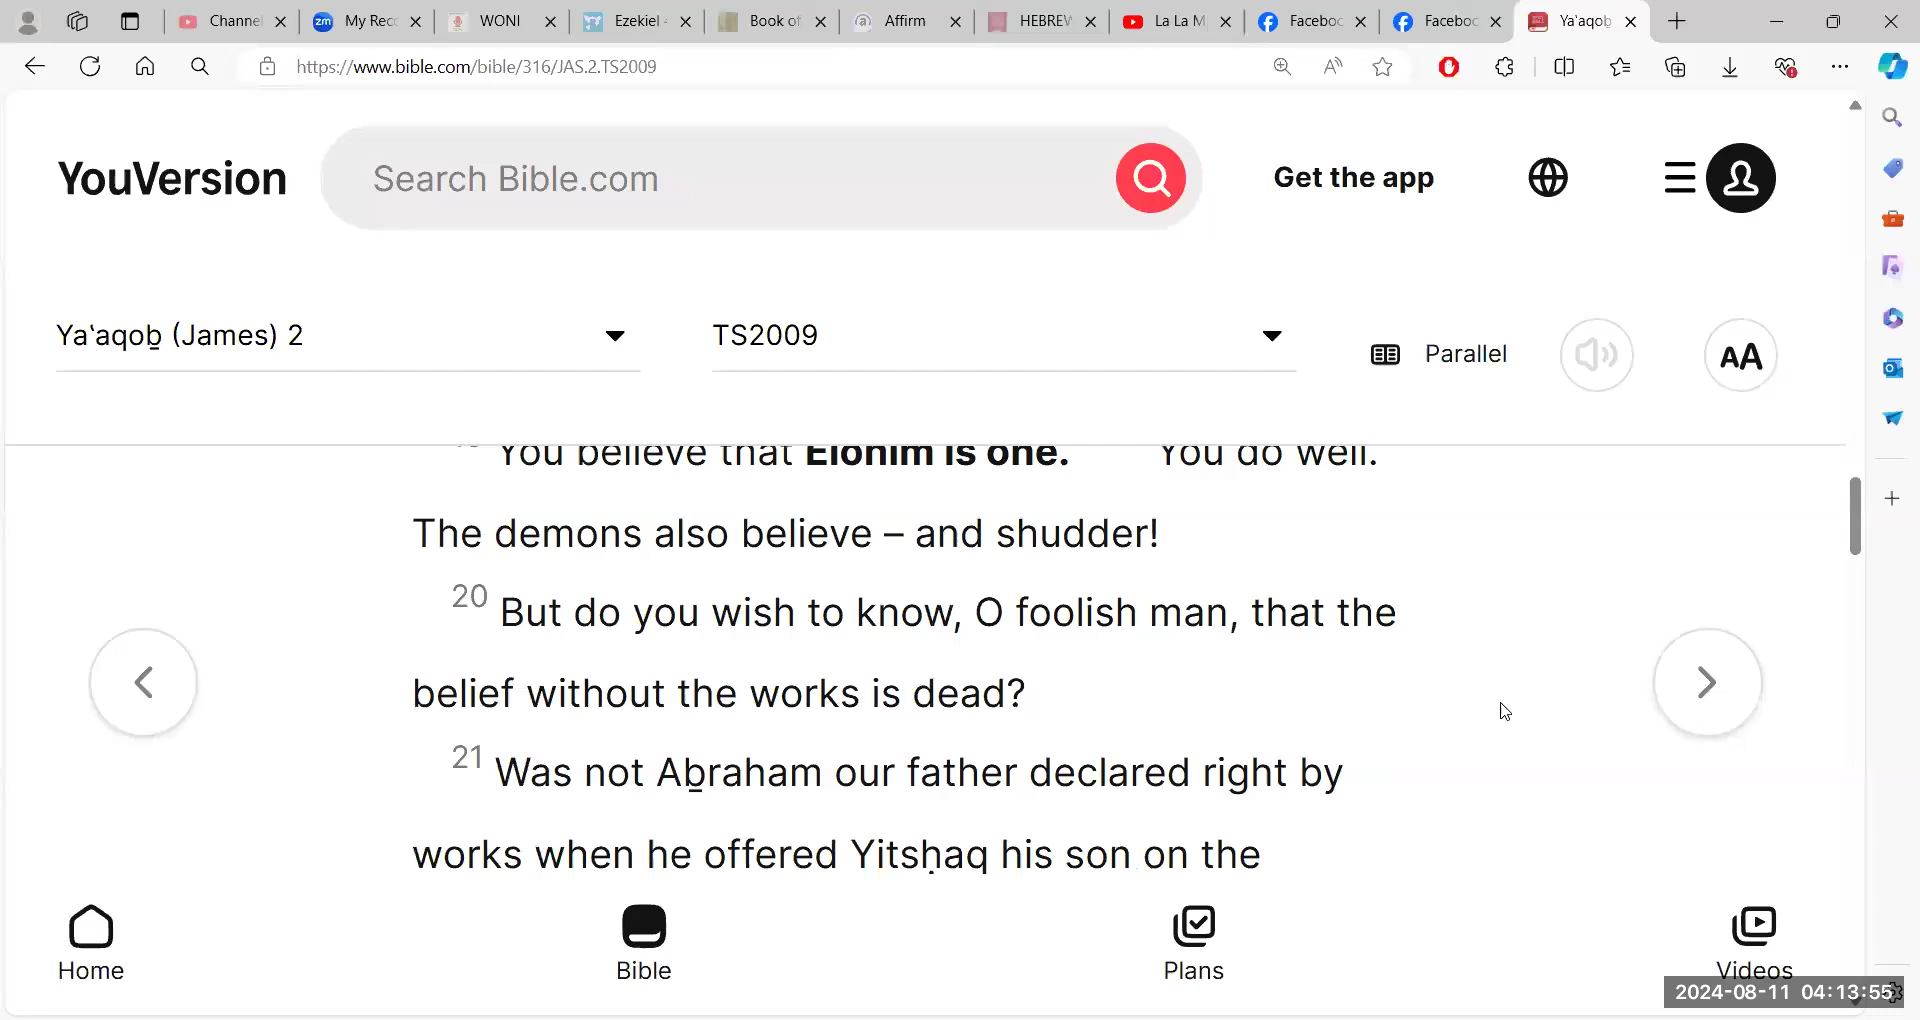 Channel
zm My Rec
WONI
Ezekiel 4
Book of
Affirm
HEBREW
La La M
Faceboo
Faceboc
Ya'aqob
https://www.bible.com/bible/316/JAS.2.TS2009
YouVersion
Search Bible.com
Get the app
Ya‛aqoḇ (James) 2
TS2009
Parallel
AA
You believe that Elohim is one. You do well.
The demons also believe – and shudder!
20 But do you wish to know, O foolish man, that the
belief without the works is dead?
21 Was not Aḇraham our father declared right by
works when he offered Yitsḥaq his son on the
Home
Bible
Plans
Videos
2024-08-11 04:13:55